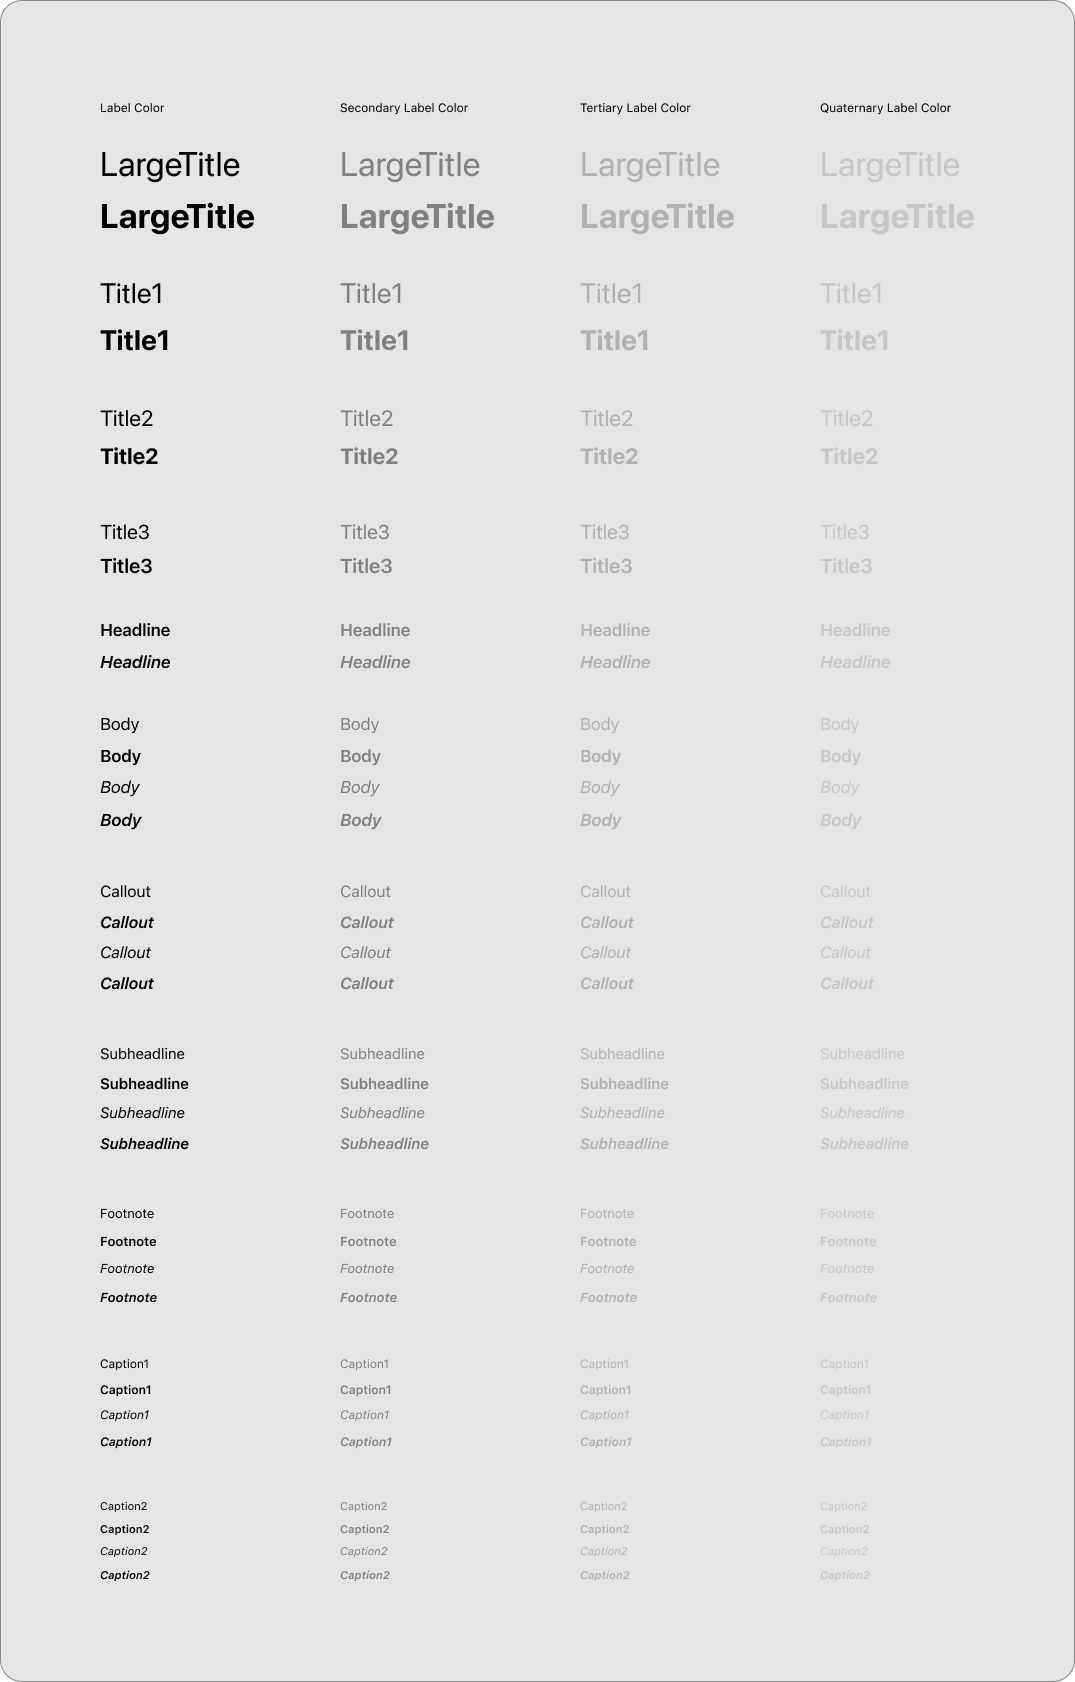 Label Color Secondary Label Color Tertiary Label Color Quaternary Label Color
LargeTitle LargeTitle LargeTitle LargeTitle
LargeTitle LargeTitle LargeTitle LargeTitle
Title1 Title1 Title1 Title1
Title1 Title1 Title1 Title1
Title2 Title2 Title2 Title2
Title2 Title2 Title2 Title2
Title3 Title3 Title3 Title3
Title3 Title3 Title3 Title3
Headline Headline Headline Headline
Headline Headline Headline Headline
Body Body Body Body
Body Body Body Body
Body Body Body Body
Body Body Body Body
Callout Callout Callout Callout
Callout Callout Callout Callout
Callout Callout Callout Callout
Callout Callout Callout Callout
Subheadline Subheadline Subheadline Subheadline
Subheadline Subheadline Subheadline Subheadline
Subheadline Subheadline Subheadline Subheadline
Subheadline Subheadline Subheadline Subheadline
Footnote Footnote Footnote Footnote
Footnote Footnote Footnote Footnote
Footnote Footnote Footnote Footnote
Footnote Footnote Footnote Footnote
Caption1 Caption1 Caption1 Caption1
Caption1 Caption1 Caption1 Caption1
Caption1 Caption1 Caption1 Caption1
Caption1 Caption1 Caption1 Caption1
Caption2 Caption2 Caption2 Caption2
Caption2 Caption2 Caption2 Caption2
Caption2 Caption2 Caption2 Caption2
Caption2 Caption2 Caption2 Caption2